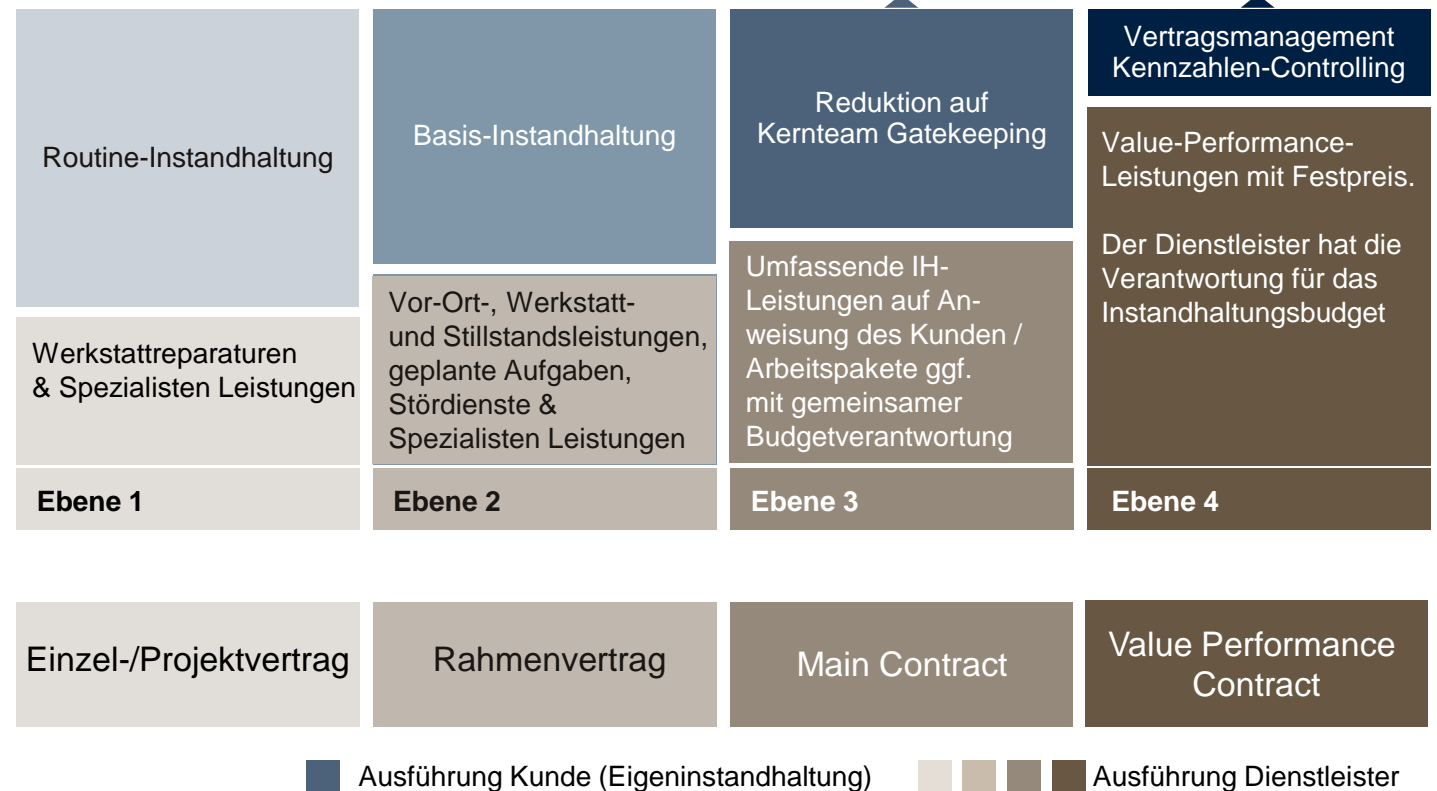 Routine-Instandhaltung
Werkstattreparaturen
& Spezialisten Leistungen
Ebene 1
Basis-Instandhaltung
Vor-Ort-, Werkstatt-
und Stillstandsleistungen,
geplante Aufgaben,
Stördienste &
Spezialisten Leistungen
Ebene 2
Reduktion auf
Kernteam Gatekeeping
Umfassende IH-
Leistungen auf An-
weisung des Kunden /
Arbeitspakete ggf.
mit gemeinsamer
Budgetverantwortung
Ebene 3
Vertragsmanagement
Kennzahlen-Controlling
Value-Performance-
Leistungen mit Festpreis.
Der Dienstleister hat die
Verantwortung für das
Instandhaltungsbudget
Ebene 4
Einzel-/Projektvertrag
Rahmenvertrag
Main Contract
Value Performance
Contract
Ausführung Kunde (Eigeninstandhaltung)
Ausführung Dienstleister